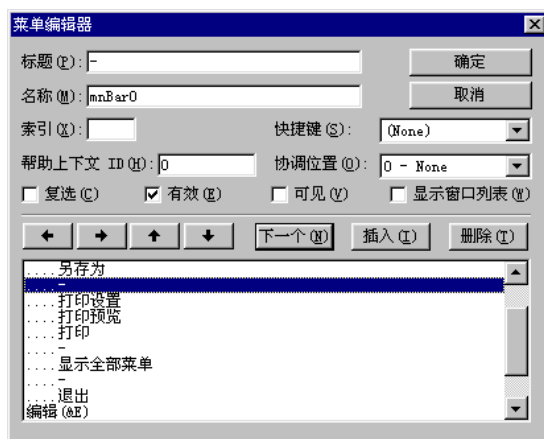 菜单编辑器
标题(P): -
确定
名称(M): mnBar0
取消
索引(X):
快捷键(S): (None)
帮助上下文 ID(H): 0
协调位置(O): 0 - None
复选(C) 有效(E) 可见(V) 显示窗口列表(W)
下一个(N) 插入(I) 删除(T)
....另存为
....-
....打印设置
....打印预览
....打印
....-
....显示全部菜单
....-
....退出
编辑(&E)